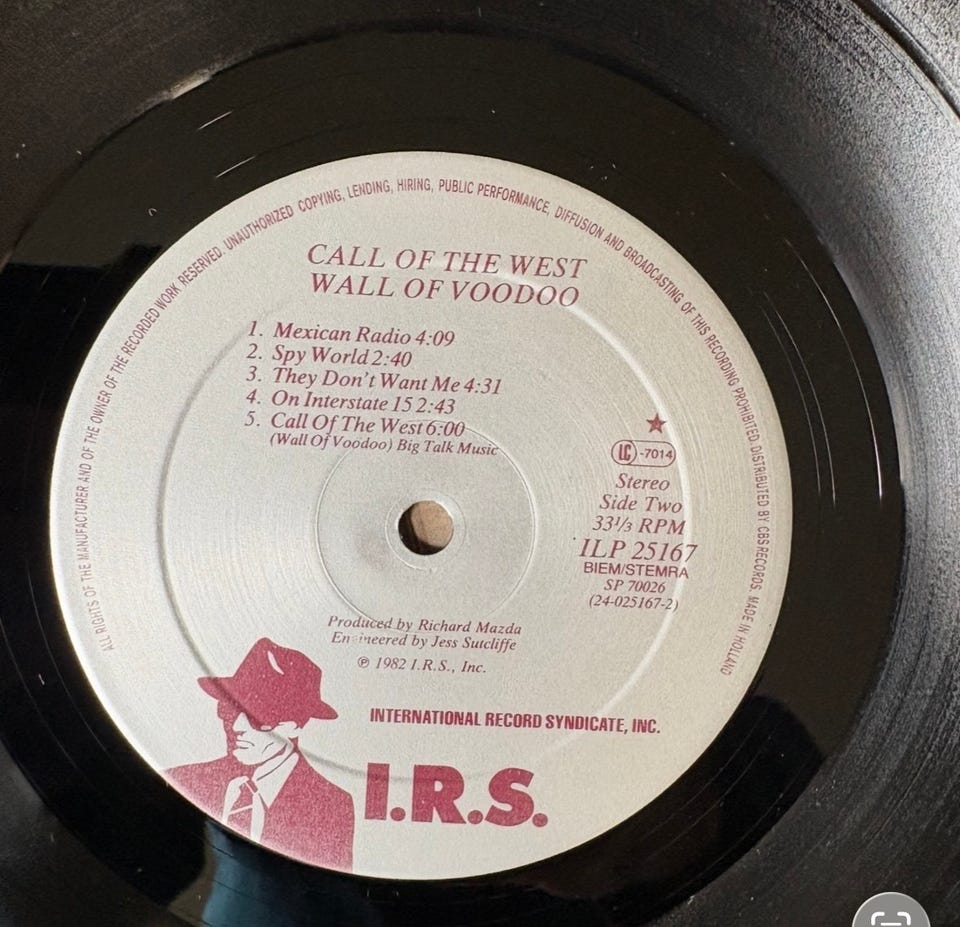 ALL RIGHTS OF THE MANUFACTURER AND OF THE OWNER OF THE RECORDED WORK RESERVED. UNAUTHORIZED COPYING, LENDING, HIRING, PUBLIC PERFORMANCE, DIFFUSION AND BROADCASTING OF THIS RECORDING PROHIBITED. DISTRIBUTED BY CBS RECORDS. MADE IN HOLLAND
CALL OF THE WEST
WALL OF VOODOO
1. Mexican Radio 4:09
2. Spy World 2:40
3. They Don't Want Me 4:31
4. On Interstate 15 2:43
5. Call Of The West 6:00
(Wall Of Voodoo) Big Talk Music
LC -7014
Stereo
Side Two
33⅓ RPM
ILP 25167
BIEM/STEMRA
SP 70026
(24-025167-2)
Produced by Richard Mazda
Engineered by Jess Sutcliffe
℗ 1982 I.R.S., Inc.
INTERNATIONAL RECORD SYNDICATE, INC.
I.R.S.